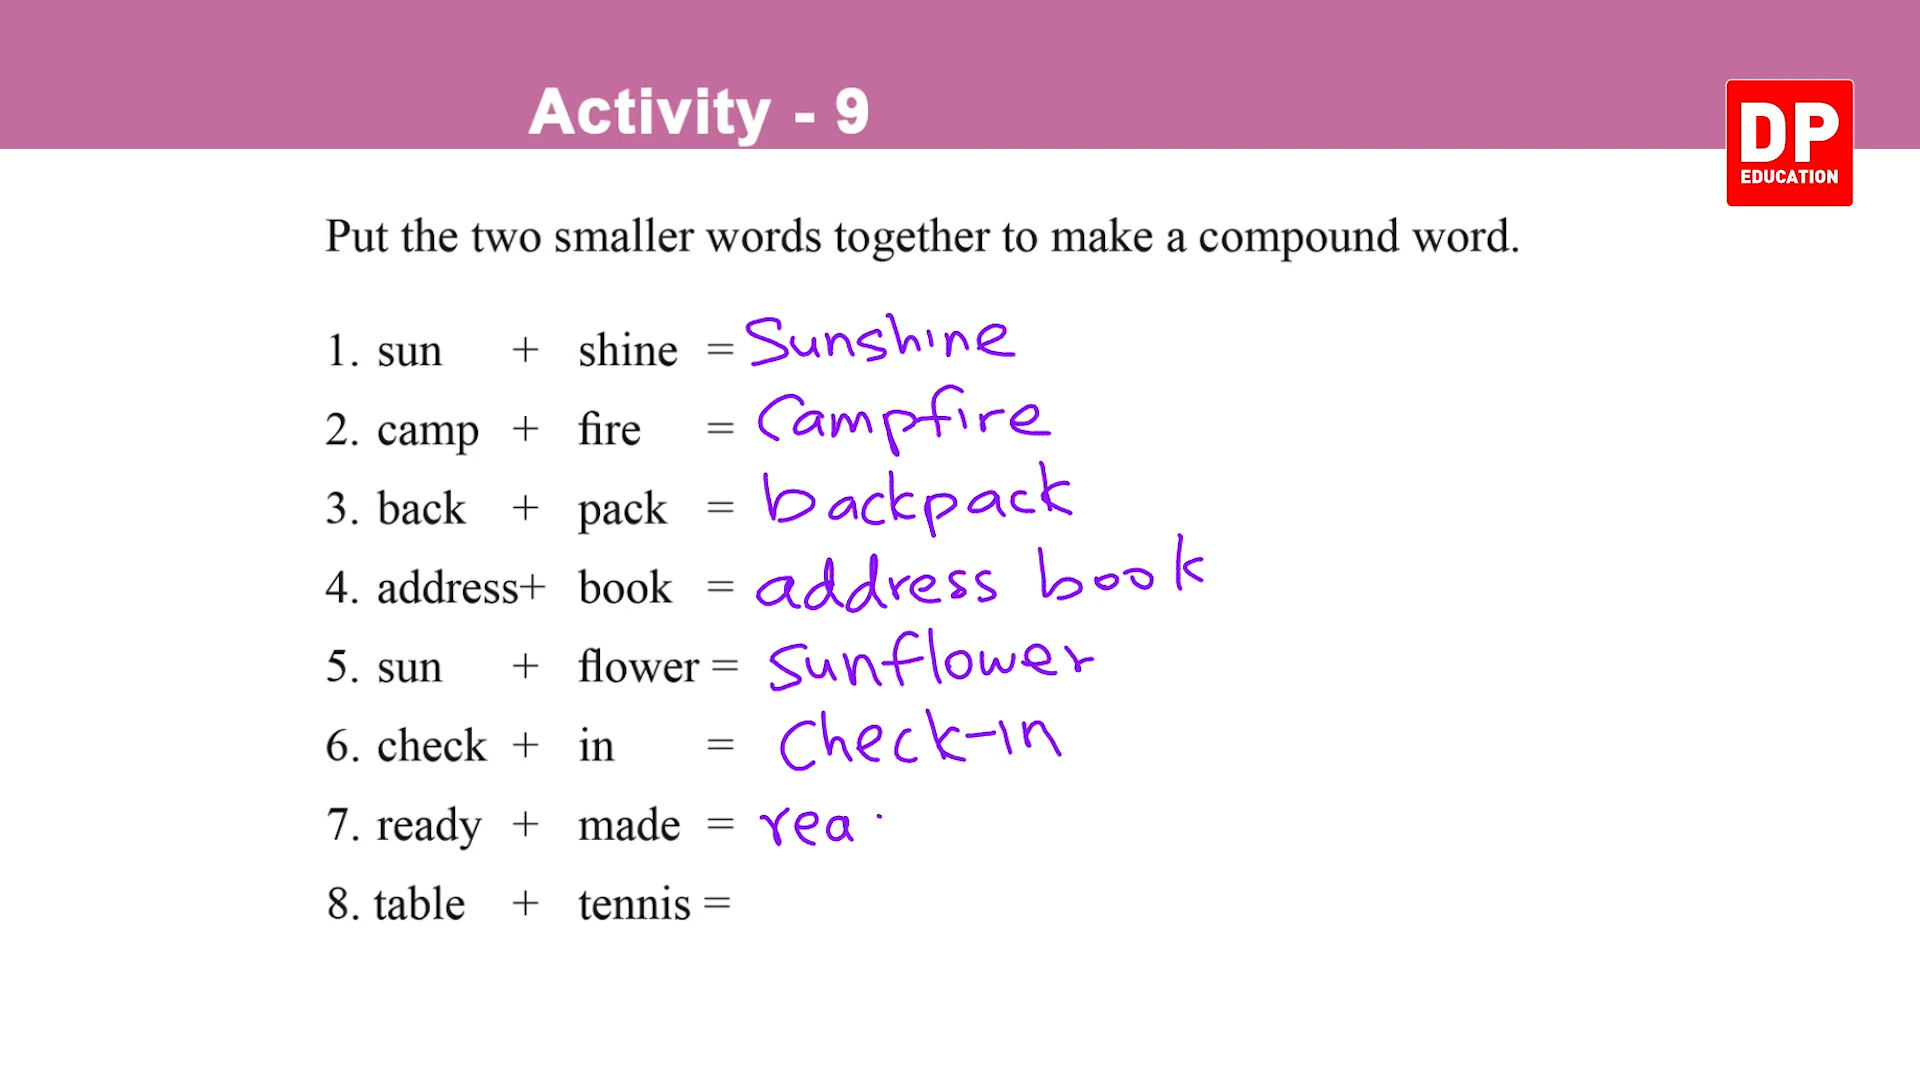 Activity - 9
DP
EDUCATION
Put the two smaller words together to make a compound word.
1. sun + shine = Sunshine
2. camp + fire = Campfire
3. back + pack = backpack
4. address+ book = address book
5. sun + flower = sunflower
6. check + in = Check-in
7. ready + made = rea
8. table + tennis =